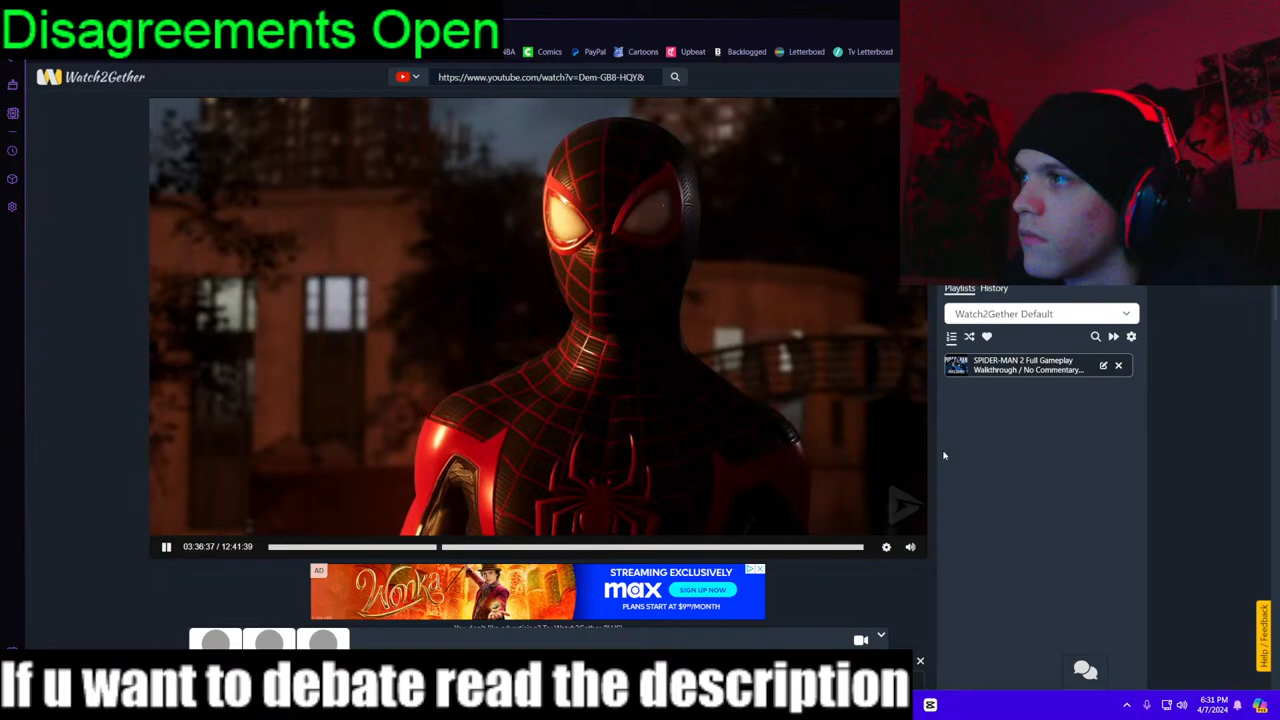 Disagreements Open
NBA
Comics
PayPal
Cartoons
Upbeat
Backlogged
Letterboxd
Tv Letterboxd
Watch2Gether
https://www.youtube.com/watch?v=Dem-GB8-HQY&
Playlists History
Watch2Gether Default
SPIDER-MAN 2 Full Gameplay
Walkthrough / No Commentary...
03:36:37 / 12:41:39
AD
WONKA
STREAMING EXCLUSIVELY
max SIGN UP NOW
PLANS START AT $9.99/MONTH
Help / Feedback
If u want to debate read the description
6:31 PM
4/7/2024